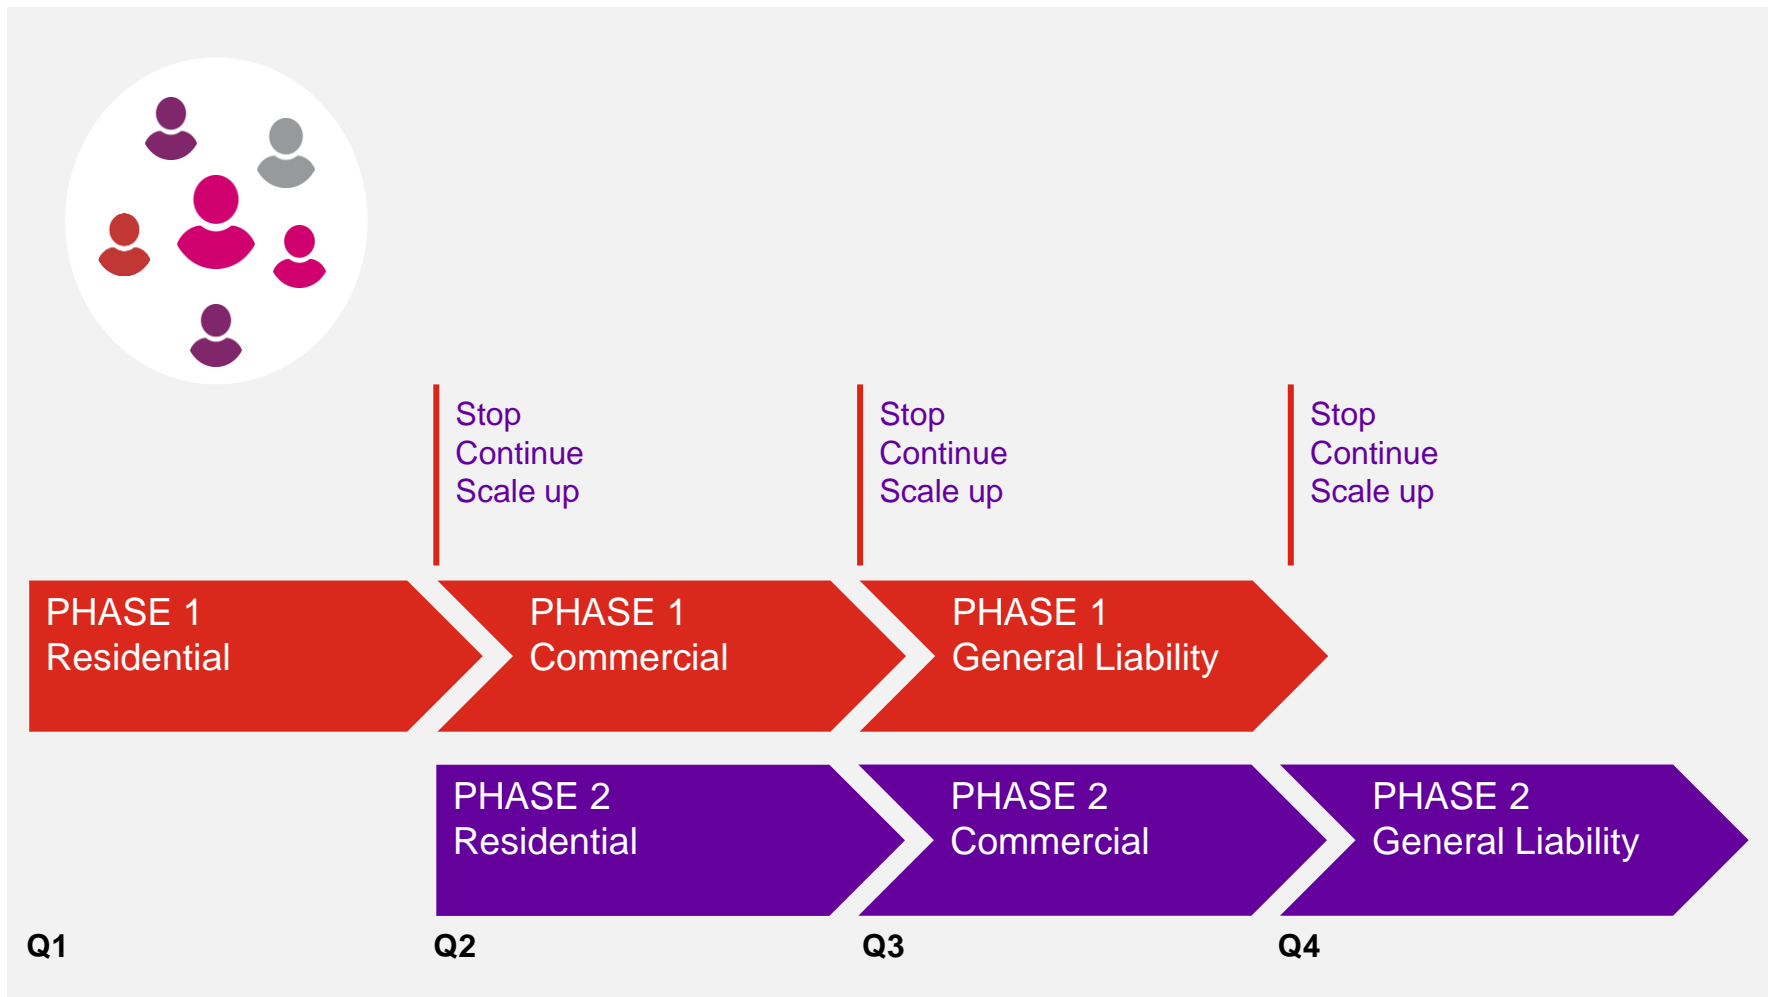 Stop
Continue
Scale up
Stop
Continue
Scale up
Stop
Continue
Scale up
PHASE 1
Residential
PHASE 1
Commercial
PHASE 1
General Liability
PHASE 2
Residential
PHASE 2
Commercial
PHASE 2
General Liability
Q1
Q2
Q3
Q4